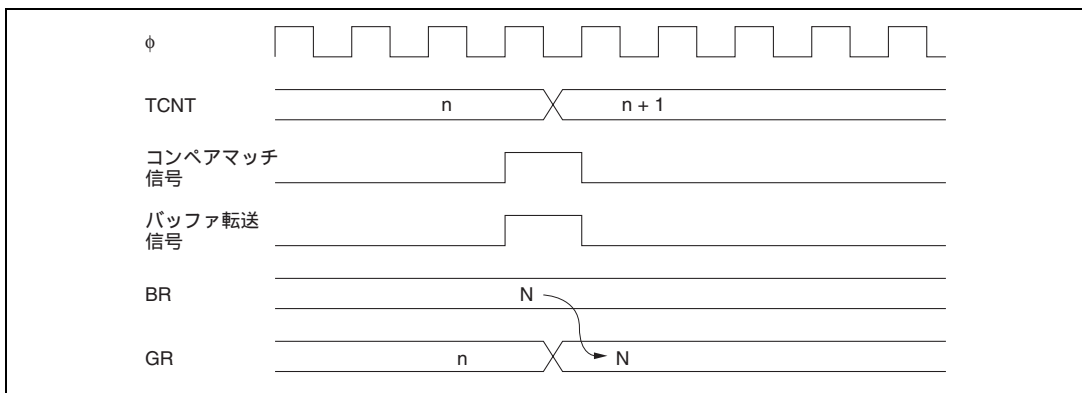 φ
TCNT n n + 1
コンペアマッチ
信号
バッファ転送
信号
BR N
GR n N